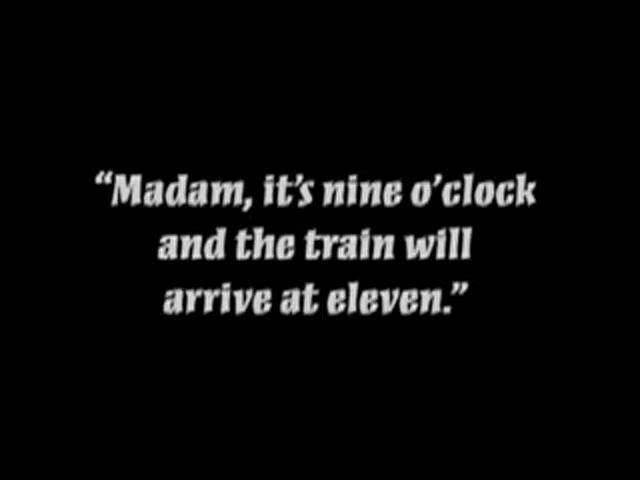 “Madam, it’s nine o’clock
and the train will
arrive at eleven.”